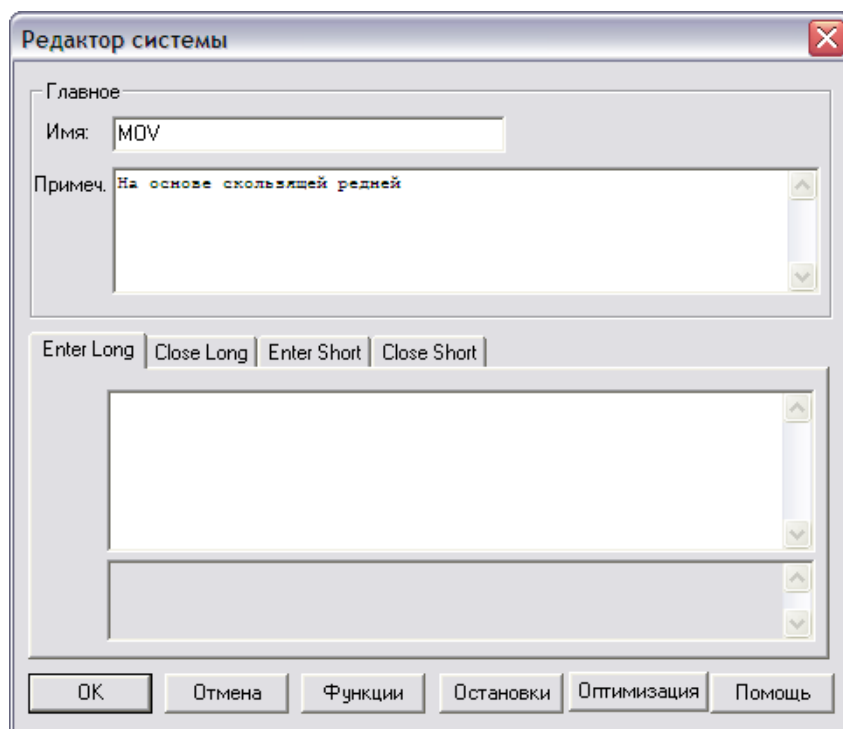 Редактор системы
Главное
Имя: MOV
Примеч. На основе скользящей редней
Enter Long Close Long Enter Short Close Short
OK Отмена Функции Остановки Оптимизация Помощь